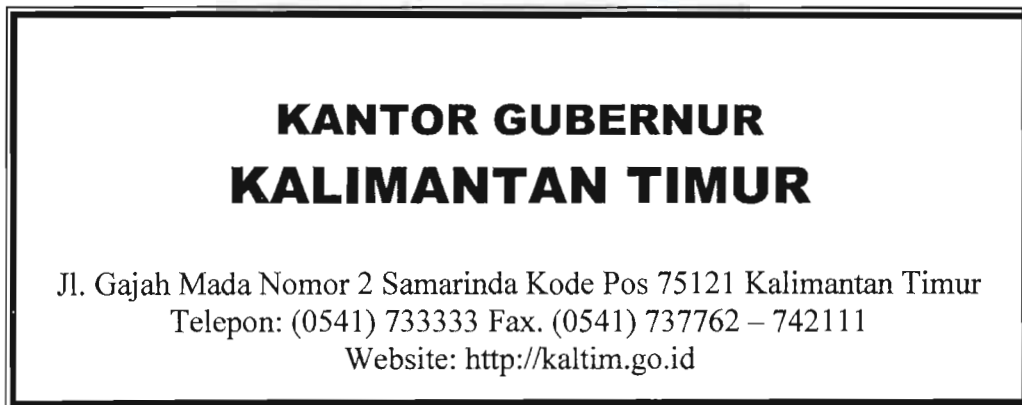 KANTOR GUBERNUR
KALIMANTAN TIMUR
Jl. Gajah Mada Nomor 2 Samarinda Kode Pos 75121 Kalimantan Timur
Telepon: (0541) 733333 Fax. (0541) 737762 – 742111
Website: http://kaltim.go.id